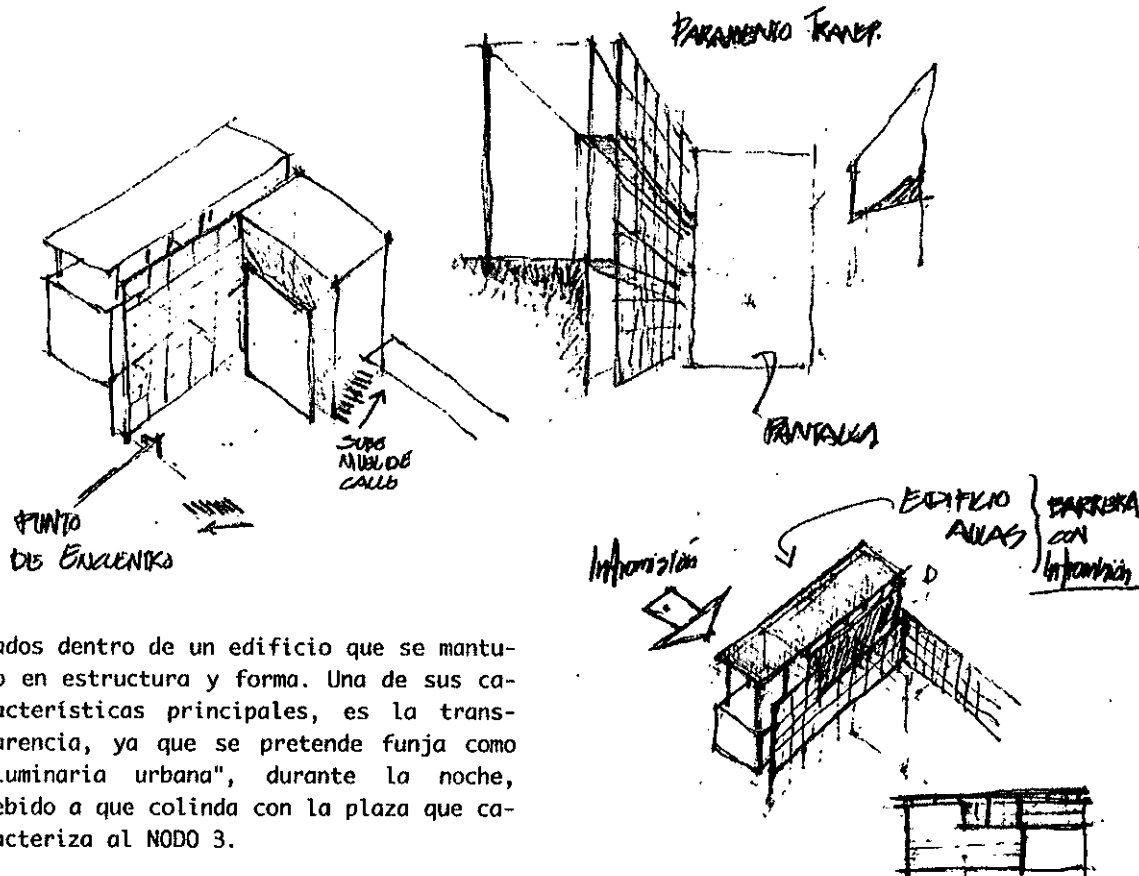 PARAMENTO TRANSP.
PANTALLA
SUBE
NIVEL DE
CALLE
PUNTO
DE ENCUENTRO
EDIFICIO
AULAS
BARRERA
CON
Intromisión
Intromisión
ados dentro de un edificio que se mantu-
o en estructura y forma. Una de sus ca-
acterísticas principales, es la trans-
arencia, ya que se pretende funja como
luminaria urbana", durante la noche,
ebido a que colinda con la plaza que ca-
acteriza al NODO 3.